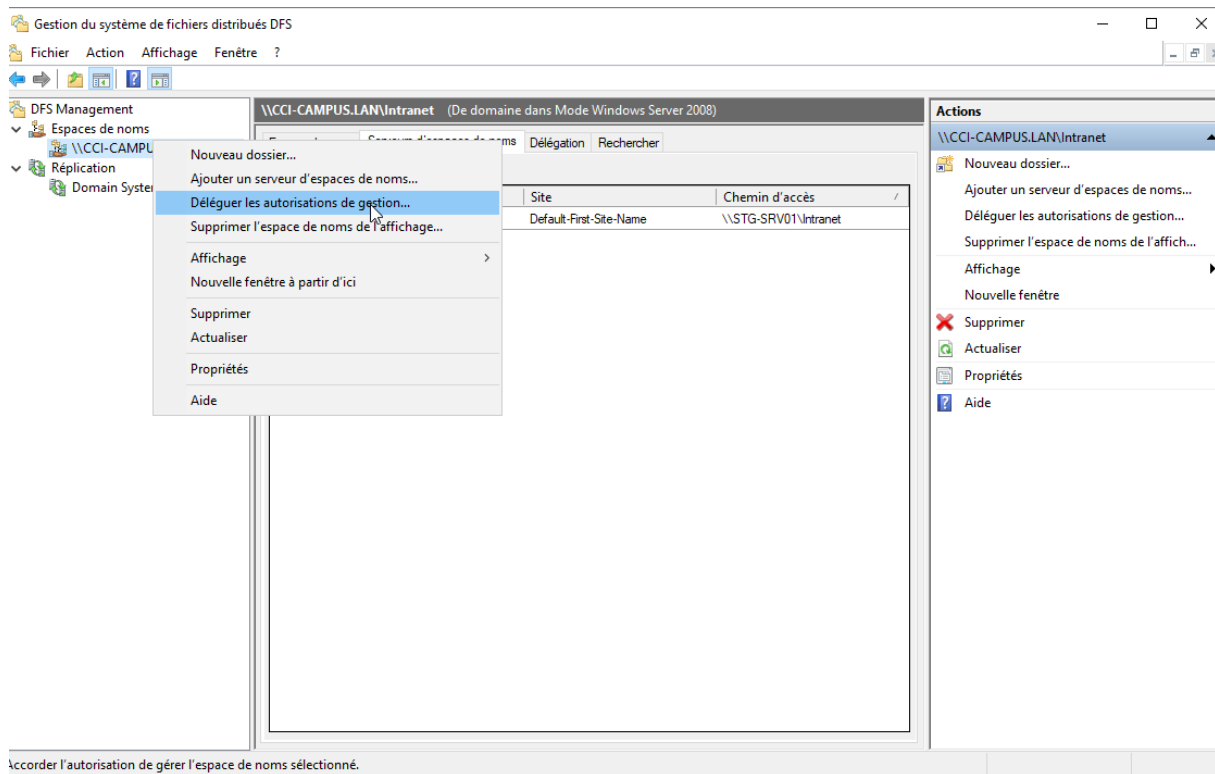 Gestion du système de fichiers distribués DFS
Fichier Action Affichage Fenêtre ?
DFS Management
Espaces de noms
\\CCI-CAMPU
Réplication
Domain Syster
\\CCI-CAMPUS.LAN\Intranet (De domaine dans Mode Windows Server 2008)
Serveurs d'espaces de noms Délégation Rechercher
Site Chemin d'accès
Default-First-Site-Name \\STG-SRV01\Intranet
Nouveau dossier...
Ajouter un serveur d'espaces de noms...
Déléguer les autorisations de gestion...
Supprimer l'espace de noms de l'affichage...
Affichage
Nouvelle fenêtre à partir d'ici
Supprimer
Actualiser
Propriétés
Aide
Actions
\\CCI-CAMPUS.LAN\Intranet
Nouveau dossier...
Ajouter un serveur d'espaces de noms...
Déléguer les autorisations de gestion...
Supprimer l'espace de noms de l'affich...
Affichage
Nouvelle fenêtre
Supprimer
Actualiser
Propriétés
Aide
Accorder l'autorisation de gérer l'espace de noms sélectionné.